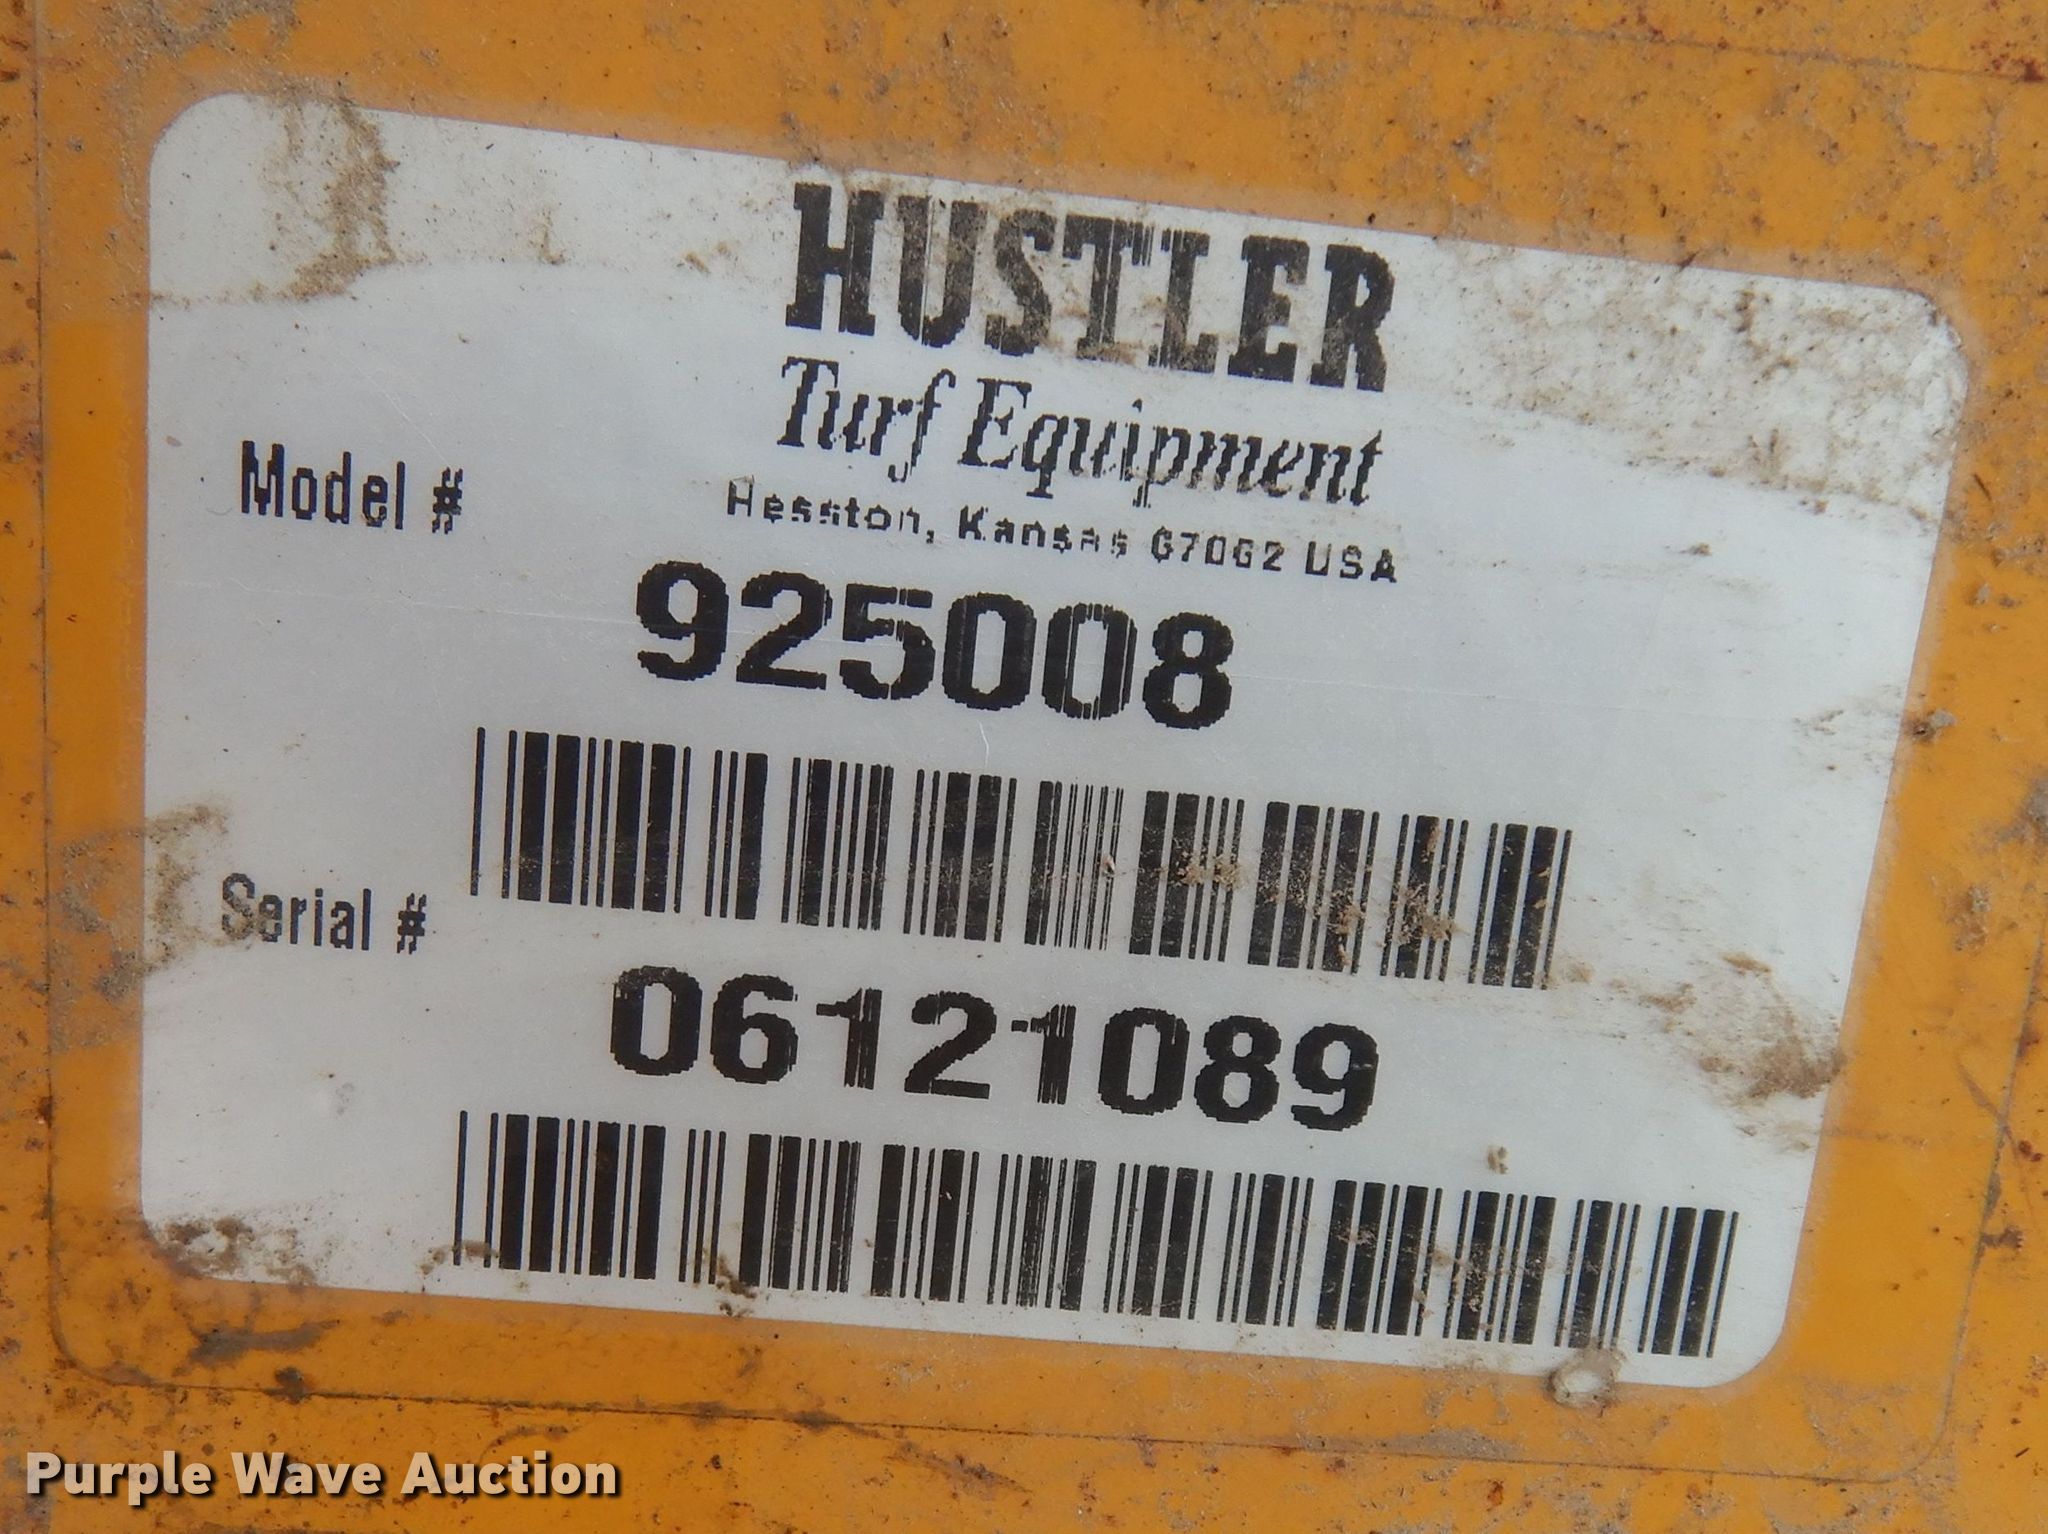 HUSTLER
Turf Equipment
Hesston, Kansas 67062 USA
Model #
925008
Serial #
06121089
Purple Wave Auction